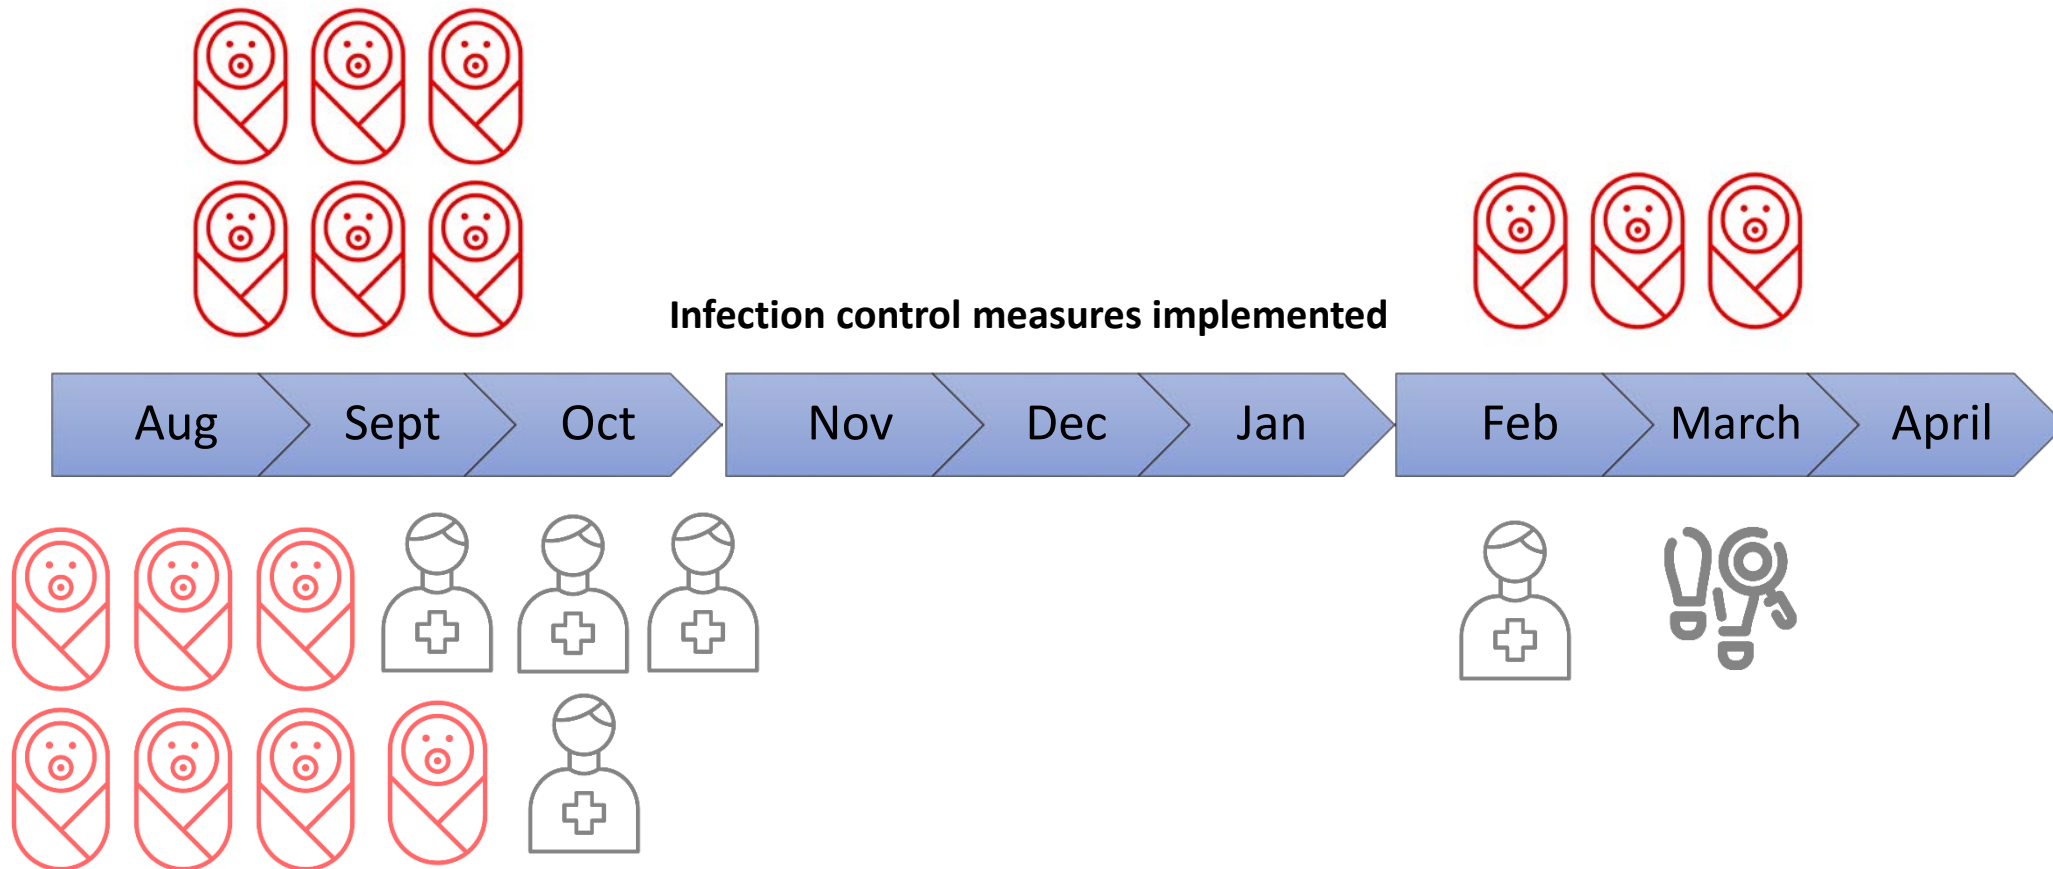 Infection control measures implemented
Aug Sept Oct Nov Dec Jan Feb March April